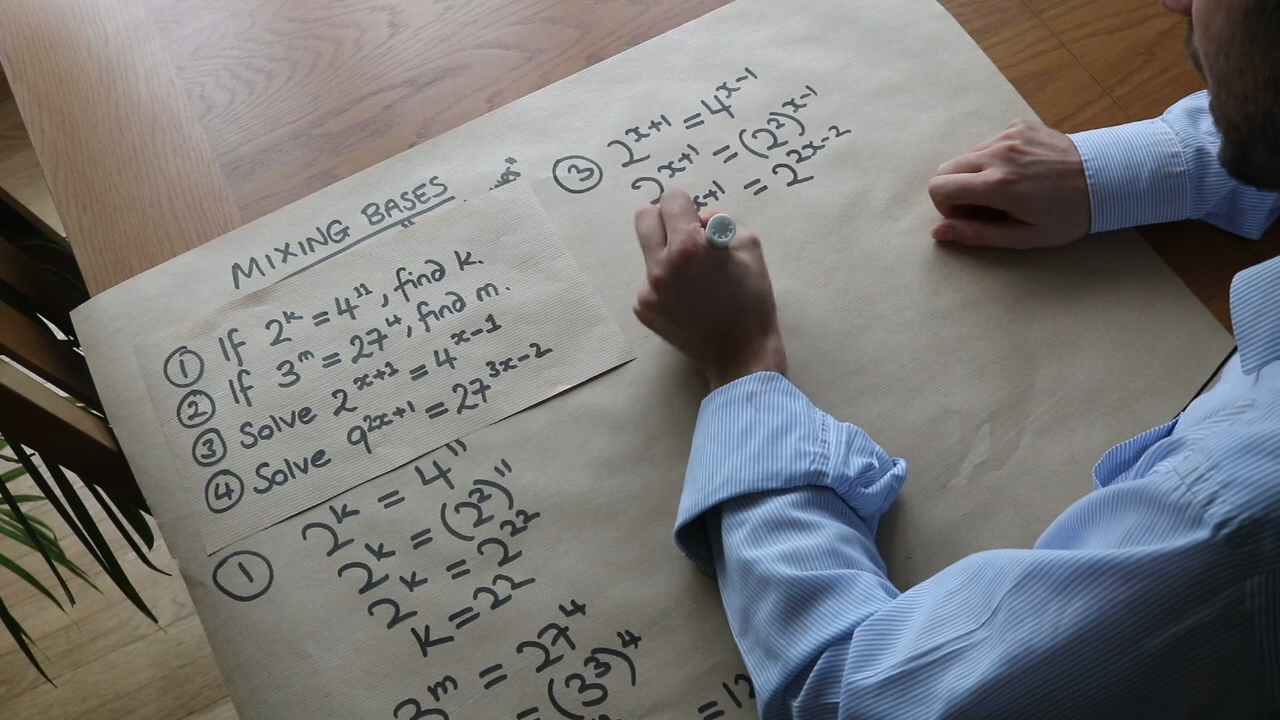 MIXING BASES
① If 2ᵏ = 4¹¹, find k.
② If 3ᵐ = 27⁴, find m.
③ Solve 2ˣ⁺¹ = 4ˣ⁻¹
④ Solve 9²ˣ⁺¹ = 27³ˣ⁻²
① 2ᵏ = 4¹¹
2ᵏ = (2²)¹¹
2ᵏ = 2²²
K = 22
3ᵐ = 27⁴
= (3³)⁴
= 12
③ 2ˣ⁺¹ = 4ˣ⁻¹
2ˣ⁺¹ = (2²)ˣ⁻¹
ˣ⁺¹ = 2²ˣ⁻²